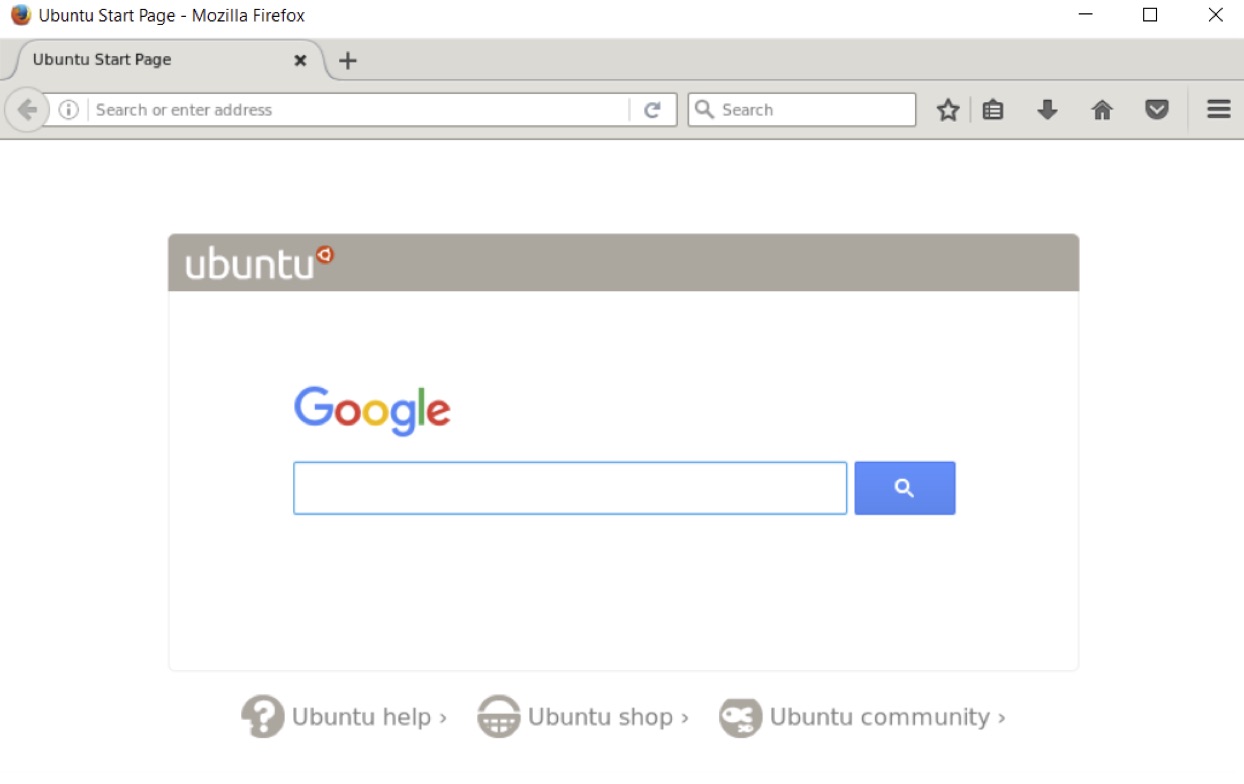 Ubuntu Start Page - Mozilla Firefox
Ubuntu Start Page
Search or enter address
Search
ubuntu
Google
Ubuntu help ›
Ubuntu shop ›
Ubuntu community ›